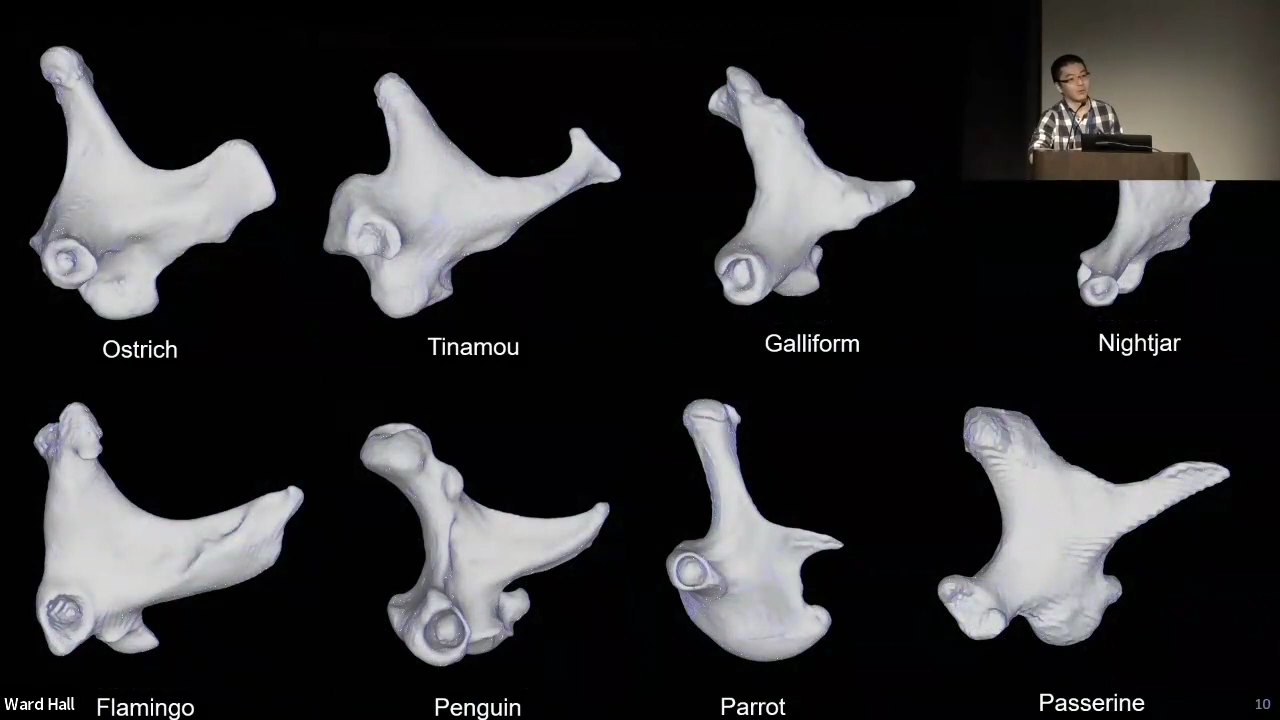 Ostrich
Tinamou
Galliform
Nightjar
Flamingo
Penguin
Parrot
Passerine
Ward Hall
10